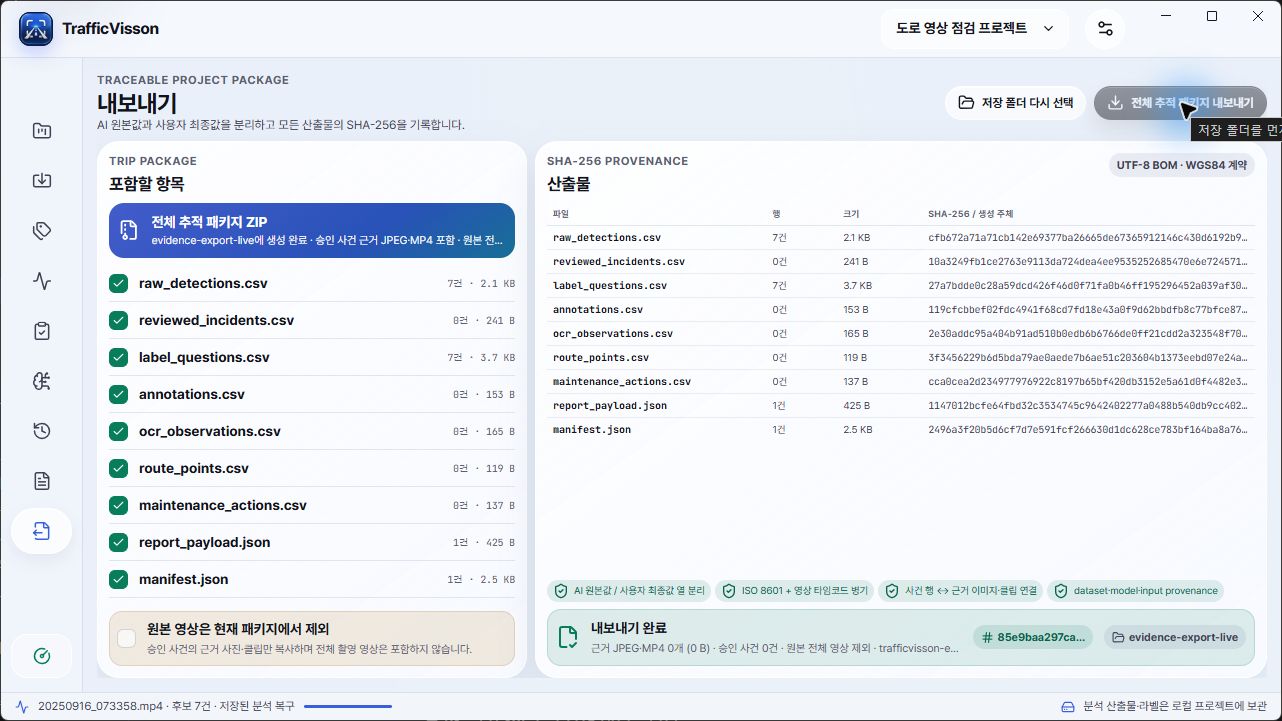 TrafficVisson
도로 영상 점검 프로젝트
TRACEABLE PROJECT PACKAGE
내보내기
AI 원본값과 사용자 최종값을 분리하고 모든 산출물의 SHA-256을 기록합니다.
저장 폴더 다시 선택
전체 추적 패키지 내보내기
저장 폴더를 먼저
TRIP PACKAGE
포함할 항목
전체 추적 패키지 ZIP
evidence-export-live에 생성 완료 · 승인 사건 근거 JPEG·MP4 포함 · 원본 전...
raw_detections.csv 7건 · 2.1 KB
reviewed_incidents.csv 0건 · 241 B
label_questions.csv 7건 · 3.7 KB
annotations.csv 0건 · 153 B
ocr_observations.csv 0건 · 165 B
route_points.csv 0건 · 119 B
maintenance_actions.csv 0건 · 137 B
report_payload.json 1건 · 425 B
manifest.json 1건 · 2.5 KB
원본 영상은 현재 패키지에서 제외
승인 사건의 근거 사진·클립만 복사하며 전체 촬영 영상은 포함하지 않습니다.
SHA-256 PROVENANCE
산출물
UTF-8 BOM · WGS84 계약
파일 행 크기 SHA-256 / 생성 주체
raw_detections.csv 7건 2.1 KB cfb672a71a71cb142e69377ba26665de67365912146c430d6192b9...
reviewed_incidents.csv 0건 241 B 10a3249fb1ce2763e9113da724dea4ee9535252685470e6e724571...
label_questions.csv 7건 3.7 KB 27a7bdde0c28a59dcd426f46d0f71fa0b46ff195296452a039af30...
annotations.csv 0건 153 B 119cfcbbef02fdc4941f68cd7fd18e43a0f9d62bbdfb8c77bfce87...
ocr_observations.csv 0건 165 B 2e30addc95a404b91ad510b0edb6b6766de0ff21cdd2a323548f70...
route_points.csv 0건 119 B 3f3456229b6d5bda79ae0aede7b6ae51c203604b1373eebd07e24a...
maintenance_actions.csv 0건 137 B cca0cea2d234977976922c8197b65bf420db3152e5a61d0f4482e3...
report_payload.json 1건 425 B 1147012bcfe64fbd32c3534745c9642402277a0488b540db9cc402...
manifest.json 1건 2.5 KB 2496a3f20b5d6cf7d7e591fcf266630d1dc628ce783bf164ba8a76...
AI 원본값 / 사용자 최종값 열 분리
ISO 8601 + 영상 타임코드 병기
사건 행 ↔ 근거 이미지·클립 연결
dataset·model·input provenance
내보내기 완료
근거 JPEG·MP4 0개 (0 B) · 승인 사건 0건 · 원본 전체 영상 제외 · trafficvisson-e...
# 85e9baa297ca...
evidence-export-live
20250916_073358.mp4 · 후보 7건 · 저장된 분석 복구
분석 산출물·라벨은 로컬 프로젝트에 보관